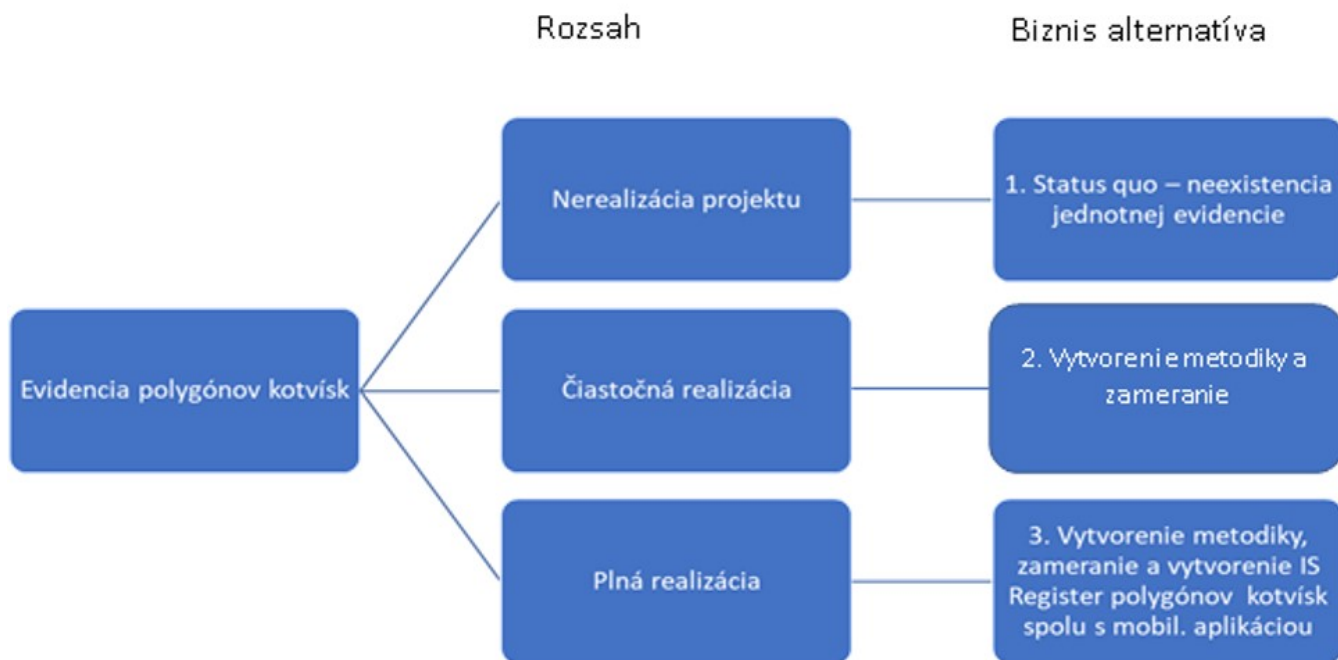 Rozsah
Biznis alternatíva
Nerealizácia projektu
1. Status quo – neexistencia
jednotnej evidencie
Evidencia polygónov kotvísk
Čiastočná realizácia
2. Vytvorenie metodiky a
zameranie
Plná realizácia
3. Vytvorenie metodiky,
zameranie a vytvorenie IS
Register polygónov kotvísk
spolu s mobil. aplikáciou